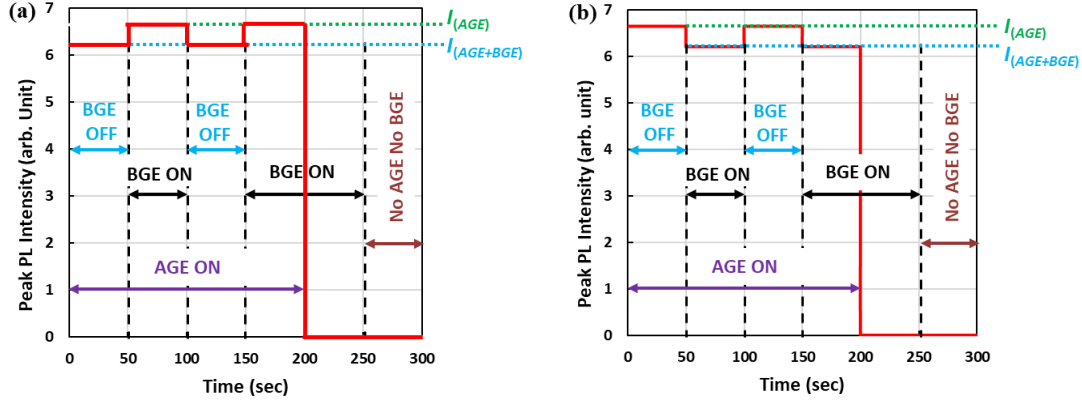 (a)
7
6
5
4
3
2
1
0
Peak PL Intensity (arb. Unit)
I(AGE)
I(AGE+BGE)
BGE
OFF
BGE
OFF
BGE ON
BGE ON
No AGE No BGE
AGE ON
0
50
100
150
200
250
300
Time (sec)
(b)
7
6
5
4
3
2
1
0
Peak PL Intensity (arb. unit)
I(AGE)
I(AGE+BGE)
BGE
OFF
BGE
OFF
BGE ON
BGE ON
No AGE No BGE
AGE ON
0
50
100
150
200
250
300
Time (sec)